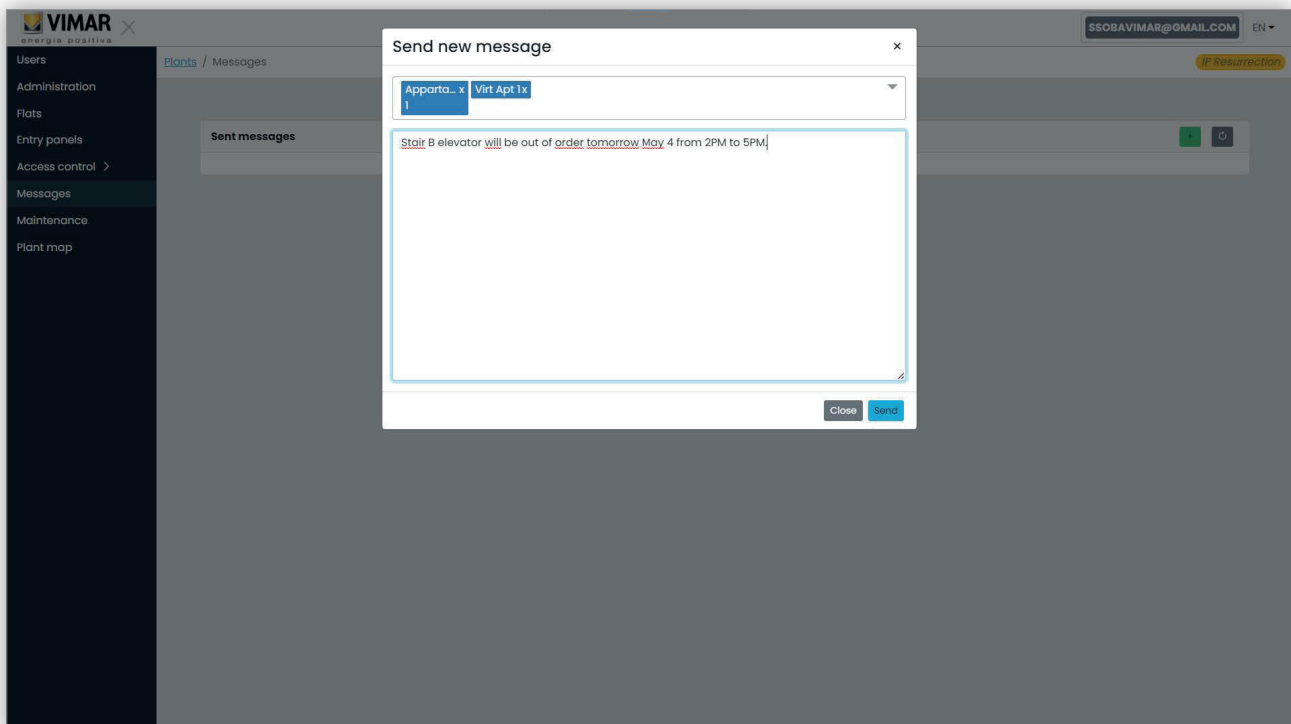 VIMAR
energia positiva
SSOBAVIMAR@GMAIL.COM EN
Users
Administration
Flats
Entry panels
Access control >
Messages
Maintenance
Plant map
Plants / Messages
IP Resurrection
Sent messages
+
Send new message ×
Apparta... x Virt Apt 1x
1
Stair B elevator will be out of order tomorrow May 4 from 2PM to 5PM.
Close Send